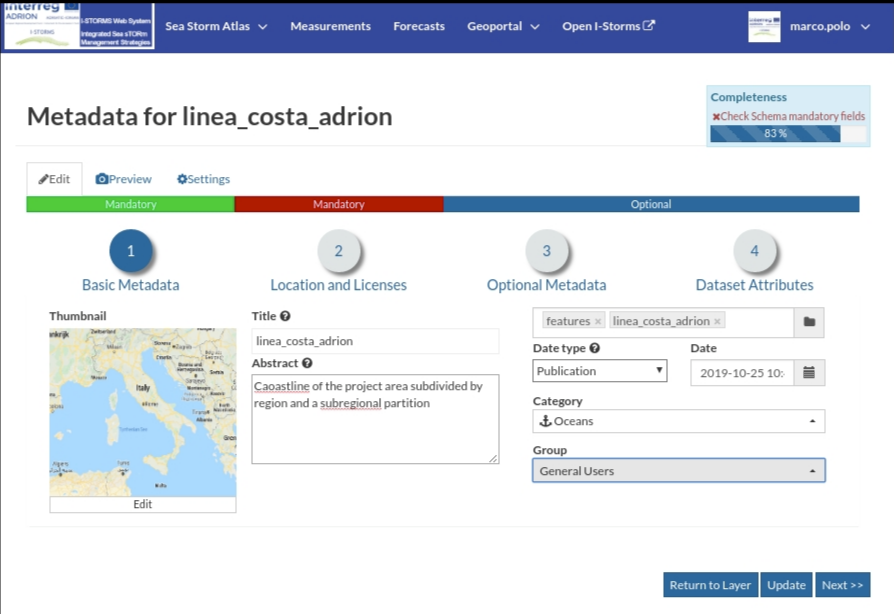 interreg
ADRION
I-STORMS
I-STORMS Web System
Integrated Sea sTORm
Management Strategies
Sea Storm Atlas
Measurements
Forecasts
Geoportal
Open I-Storms
marco.polo
Metadata for linea_costa_adrion
Completeness
Check Schema mandatory fields
83 %
Edit
Preview
Settings
Mandatory
Mandatory
Optional
1
2
3
4
Basic Metadata
Location and Licenses
Optional Metadata
Dataset Attributes
Thumbnail
Italy
Edit
Title
linea_costa_adrion
Abstract
Caoastline of the project area subdivided by
region and a subregional partition
features ×
linea_costa_adrion ×
Date type
Date
Publication
2019-10-25 10:
Category
Oceans
Group
General Users
Return to Layer
Update
Next >>